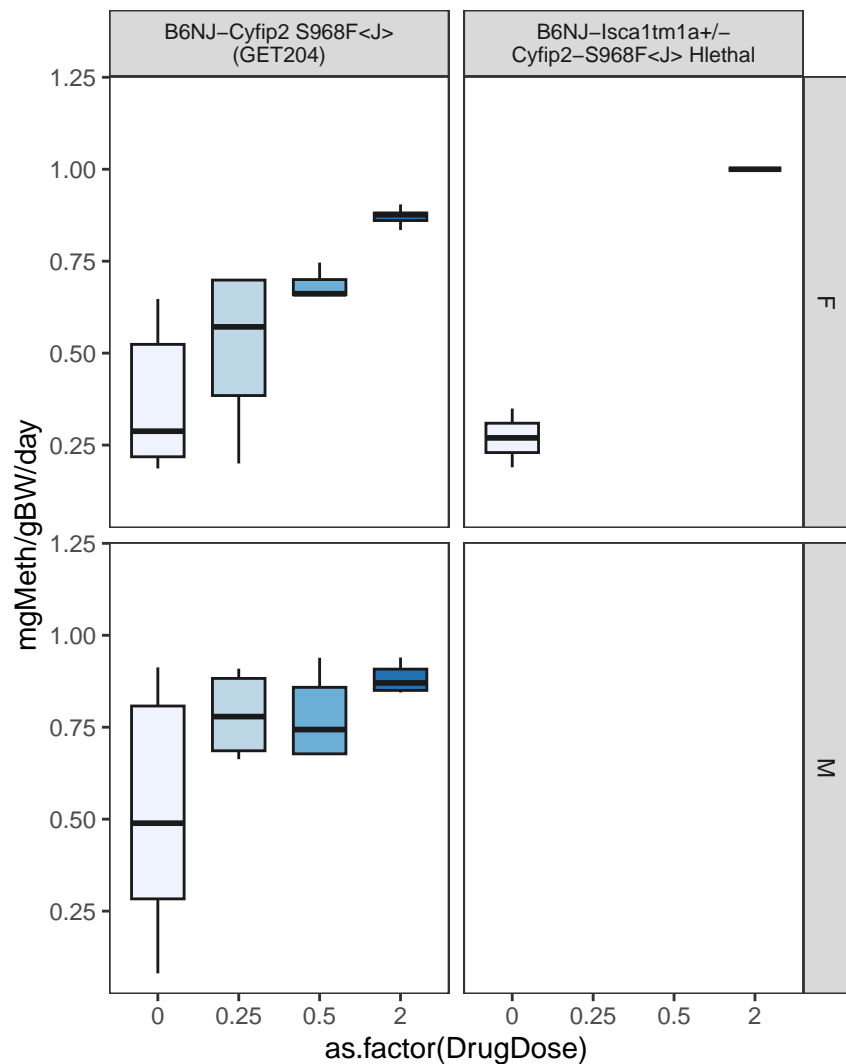 B6NJ−Cyfip2 S968F<J>
(GET204)
B6NJ−Isca1tm1a+/−
Cyfip2−S968F<J> Hlethal
1.25
1.00
0.75
0.50
0.25
F
1.25
1.00
0.75
0.50
0.25
M
mgMeth/gBW/day
0 0.25 0.5 2
0 0.25 0.5 2
as.factor(DrugDose)